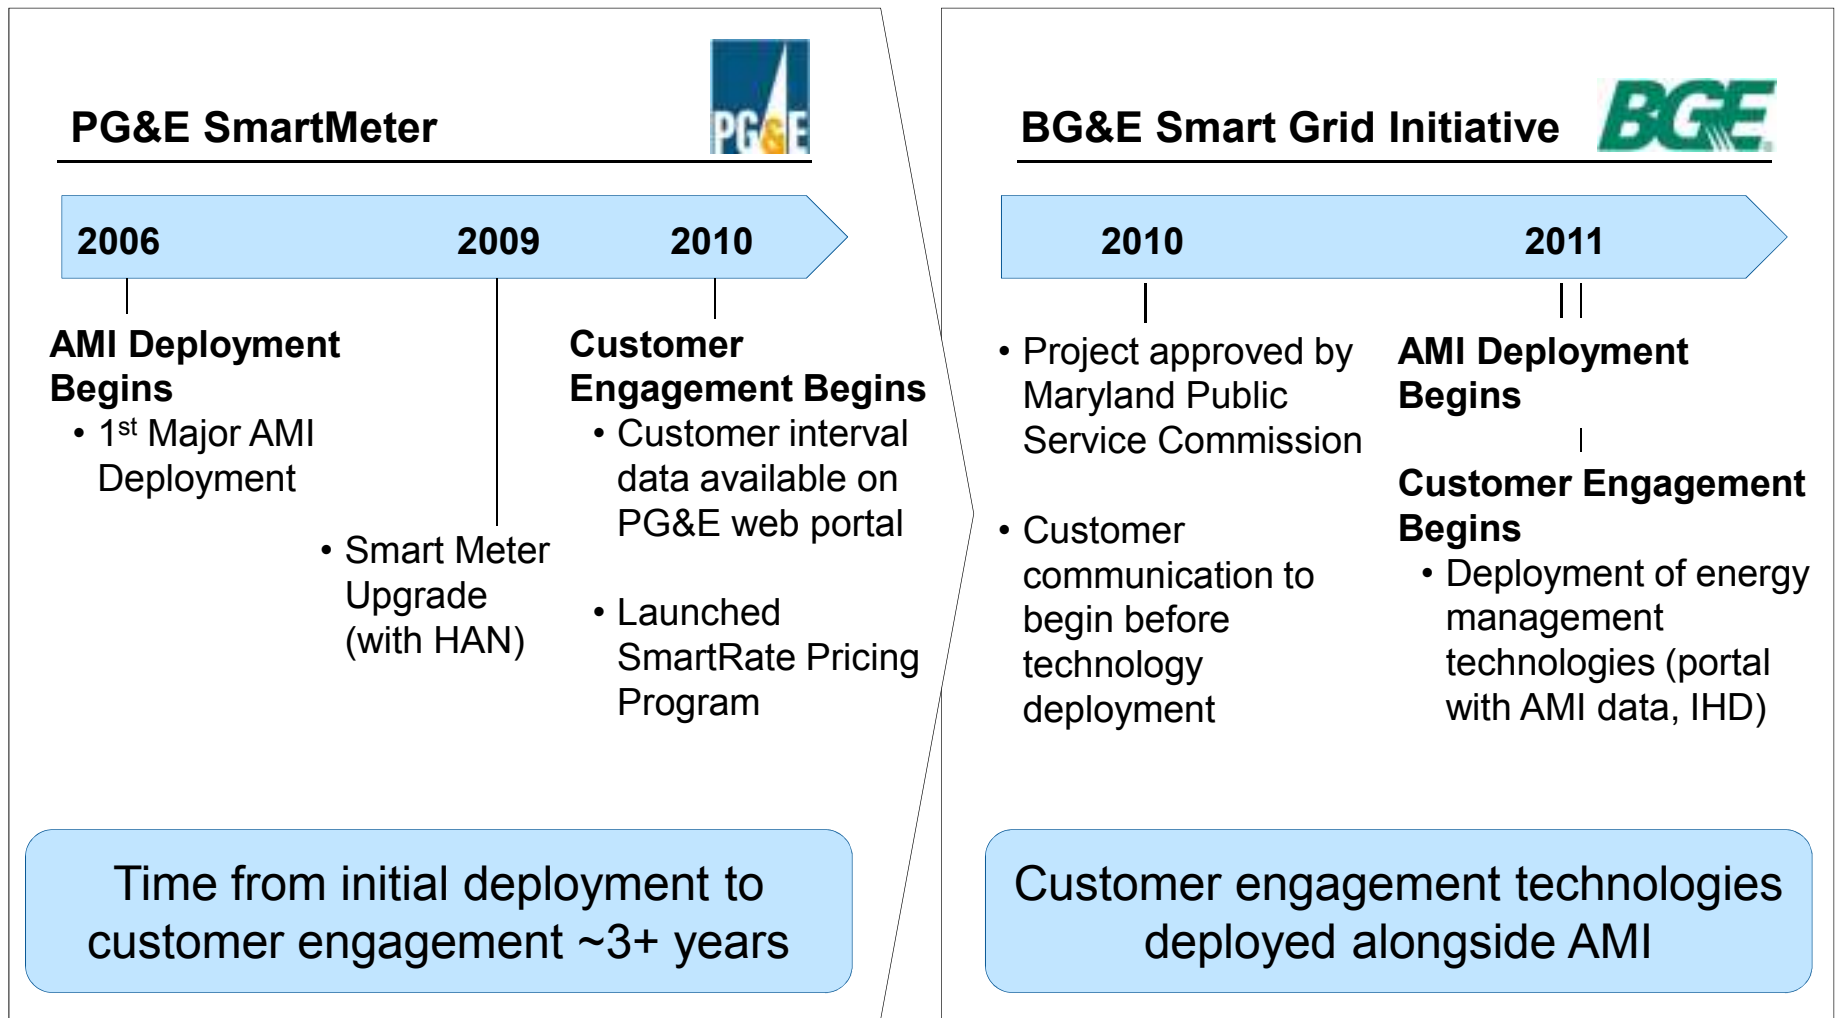 PG&E SmartMeter
PG&E
2006
2009
2010
AMI Deployment
Begins
• 1st Major AMI
Deployment
• Smart Meter
Upgrade
(with HAN)
Customer
Engagement Begins
• Customer interval
data available on
PG&E web portal
• Launched
SmartRate Pricing
Program
Time from initial deployment to
customer engagement ~3+ years
BG&E Smart Grid Initiative
BGE
2010
2011
• Project approved by
Maryland Public
Service Commission
• Customer
communication to
begin before
technology
deployment
AMI Deployment
Begins
Customer Engagement
Begins
• Deployment of energy
management
technologies (portal
with AMI data, IHD)
Customer engagement technologies
deployed alongside AMI